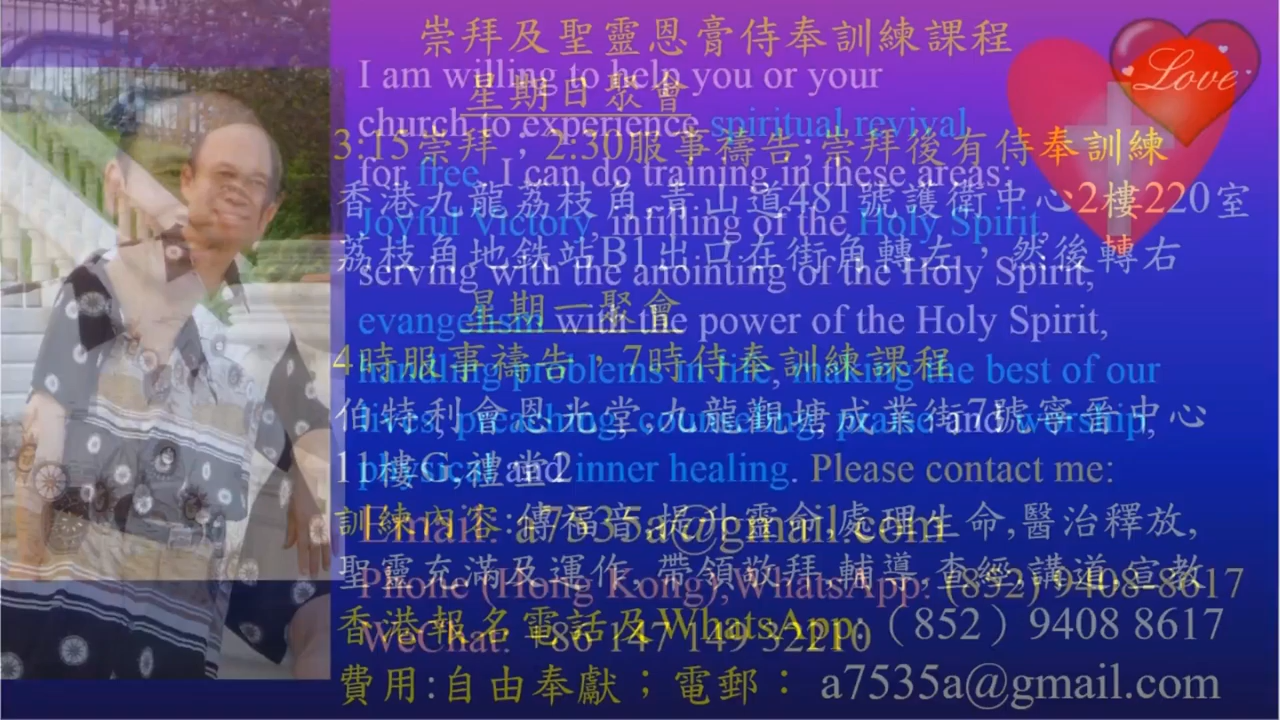 崇拜及聖靈恩膏侍奉訓練課程
I am willing to help you or your
星期日聚會
church to experience spiritual revival
3:15崇拜，2:30服事禱告;崇拜後有侍奉訓練
for free. I can do training in these areas:
香港九龍荔枝角,青山道481號護衛中心2樓220室
Joyful Victory, infilling of the Holy Spirit,
荔枝角地鉄站B1出口在街角轉左，然後轉右
serving with the anointing of the Holy Spirit,
星期一聚會
evangelism with the power of the Holy Spirit,
4時服事禱告，7時侍奉訓練課程
handling problems in life, making the best of our
伯特利會恩光堂,九龍觀塘成業街7號寧晉中心
lives, preaching, counseling, praise and worship,
11樓G,禮堂2
physical and inner healing. Please contact me:
訓練內容:傳福音,提升靈命,處理生命,醫治釋放,
Email: a7535a@gmail.com
聖靈充滿及運作,帶領敬拜,輔導,查經,講道,宣教
Phone (Hong Kong),WhatsApp: (852) 9408-8617
香港報名電話及WhatsApp:（852）9408 8617
WeChat: +86 147 149 32210
費用:自由奉獻；電郵： a7535a@gmail.com
Love